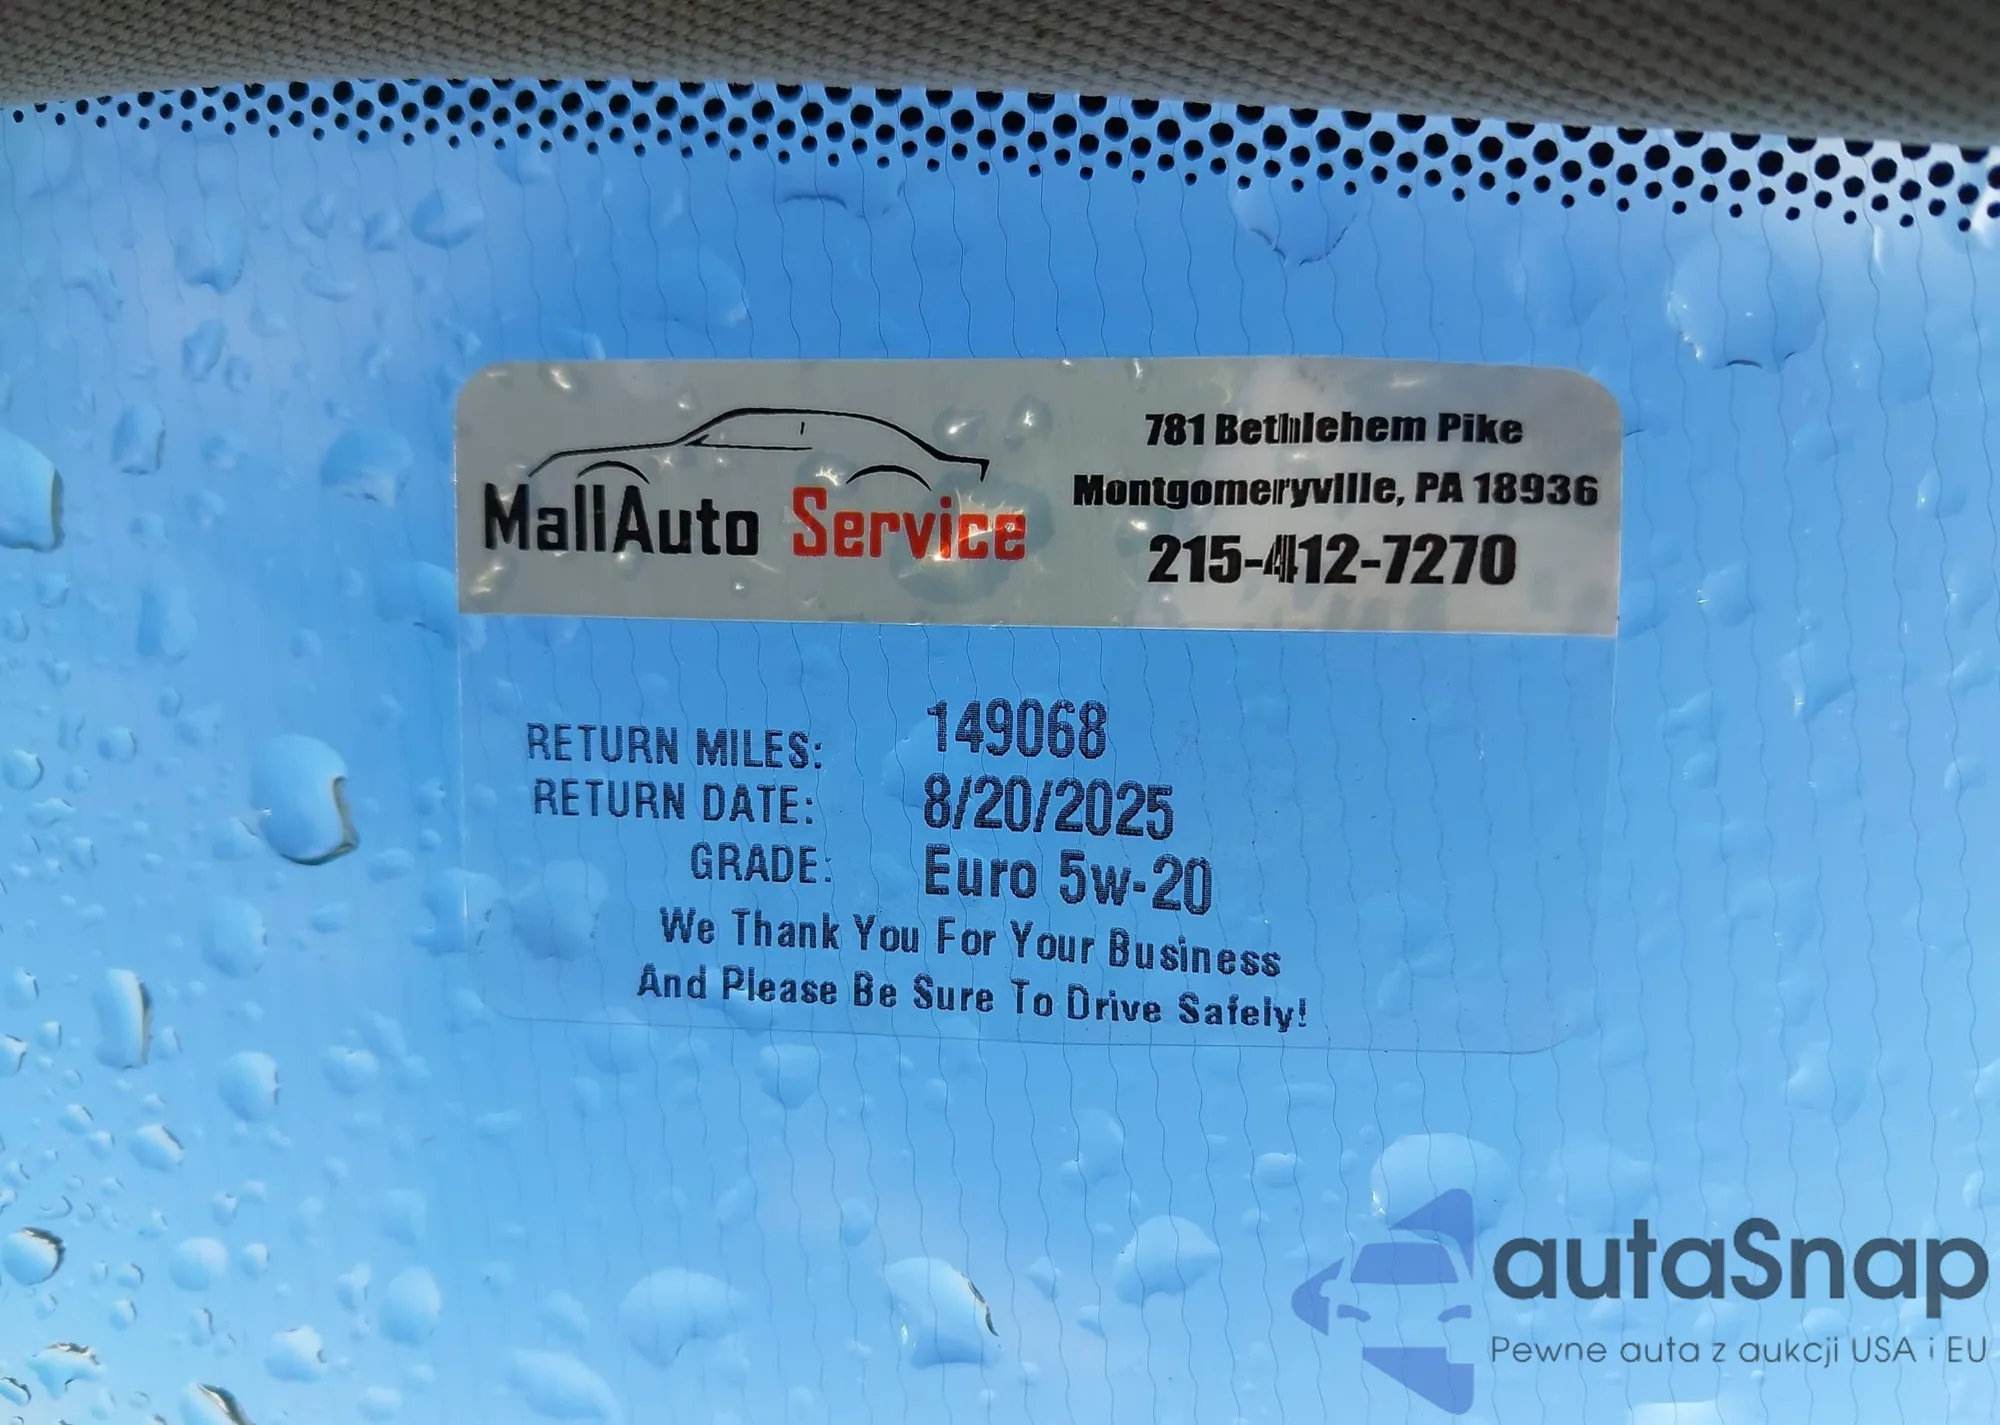 781 Bethlehem Pike
Montgomeryville, PA 18936
215-412-7270
MallAuto Service
RETURN MILES: 149068
RETURN DATE: 8/20/2025
GRADE: Euro 5w-20
We Thank You For Your Business
And Please Be Sure To Drive Safely!
autaSnap
Pewne auta z aukcji USA i EU